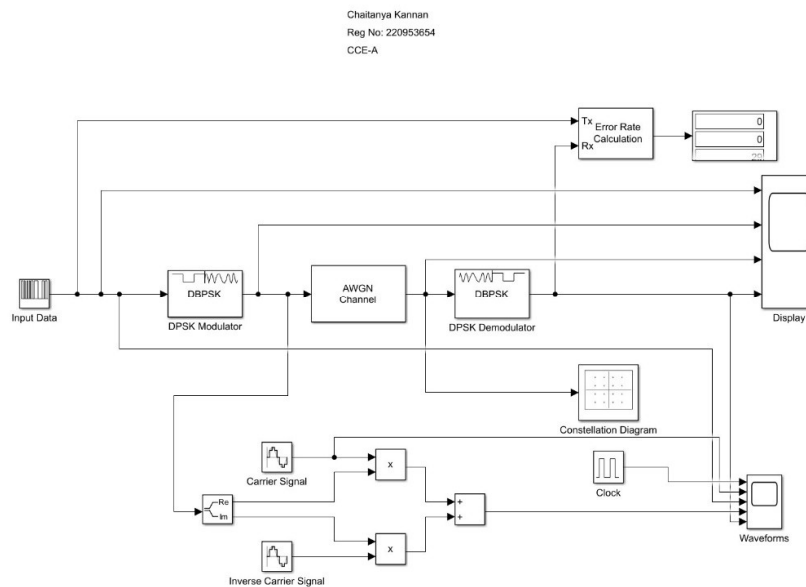 Chaitanya Kannan
Reg No: 220953654
CCE-A
Tx
Rx
Error Rate
Calculation
0
0
Input Data
DBPSK
DPSK Modulator
AWGN
Channel
DBPSK
DPSK Demodulator
Display
Constellation Diagram
Carrier Signal
x
Clock
Re
Im
+
+
Waveforms
x
Inverse Carrier Signal